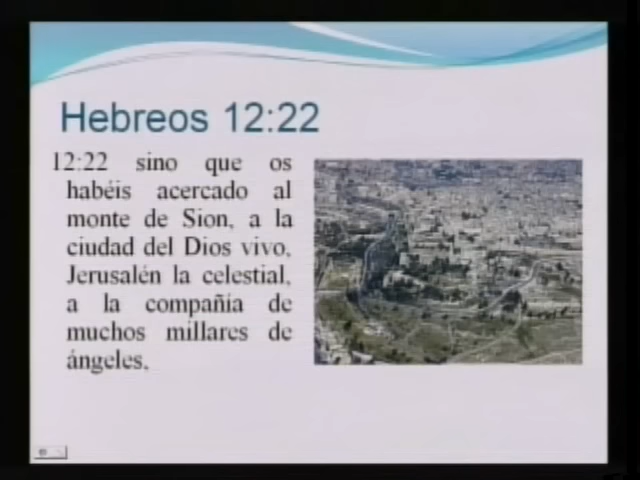 Hebreos 12:22
12:22 sino que os
habéis acercado al
monte de Sion, a la
ciudad del Dios vivo,
Jerusalén la celestial,
a la compañía de
muchos millares de
ángeles,